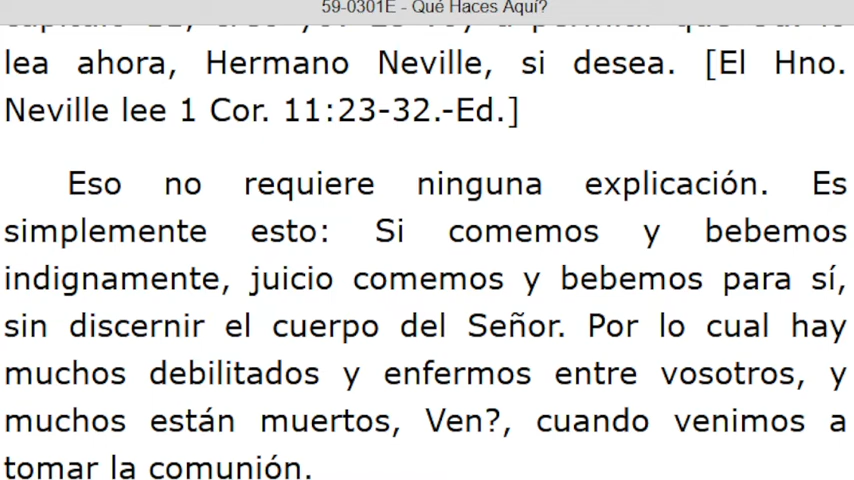 59-0301E - Qué Haces Aquí?
lea ahora, Hermano Neville, si desea. [El Hno.
Neville lee 1 Cor. 11:23-32.-Ed.]
Eso no requiere ninguna explicación. Es
simplemente esto: Si comemos y bebemos
indignamente, juicio comemos y bebemos para sí,
sin discernir el cuerpo del Señor. Por lo cual hay
muchos debilitados y enfermos entre vosotros, y
muchos están muertos, Ven?, cuando venimos a
tomar la comunión.